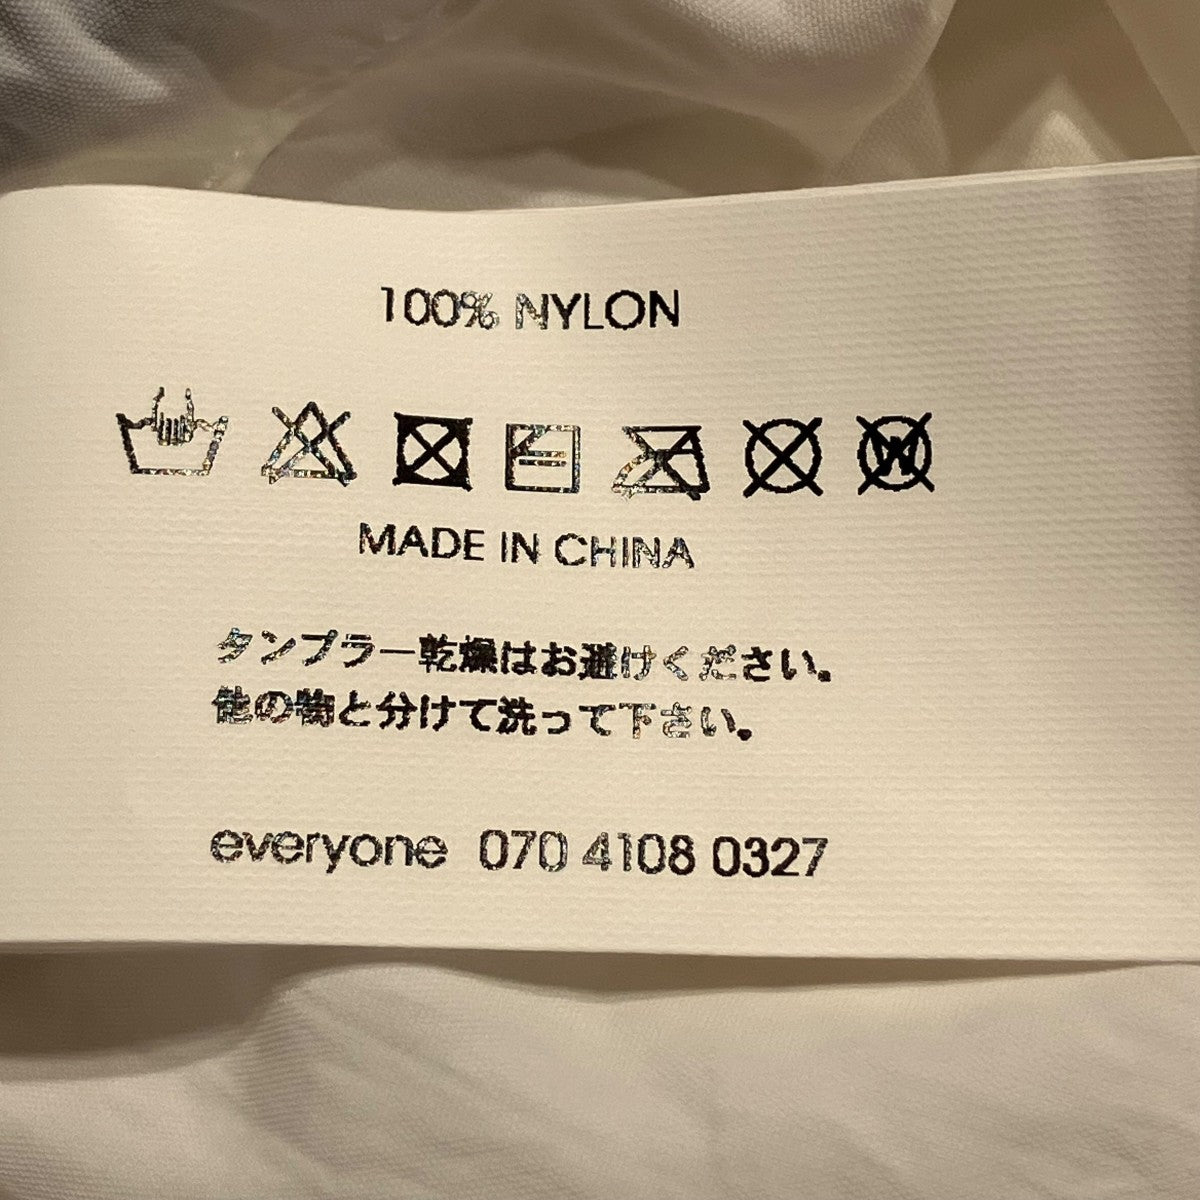 100% NYLON
W
MADE IN CHINA
タンブラー乾燥はお避けください。
他の物と分けて洗って下さい。
everyone 070 4108 0327